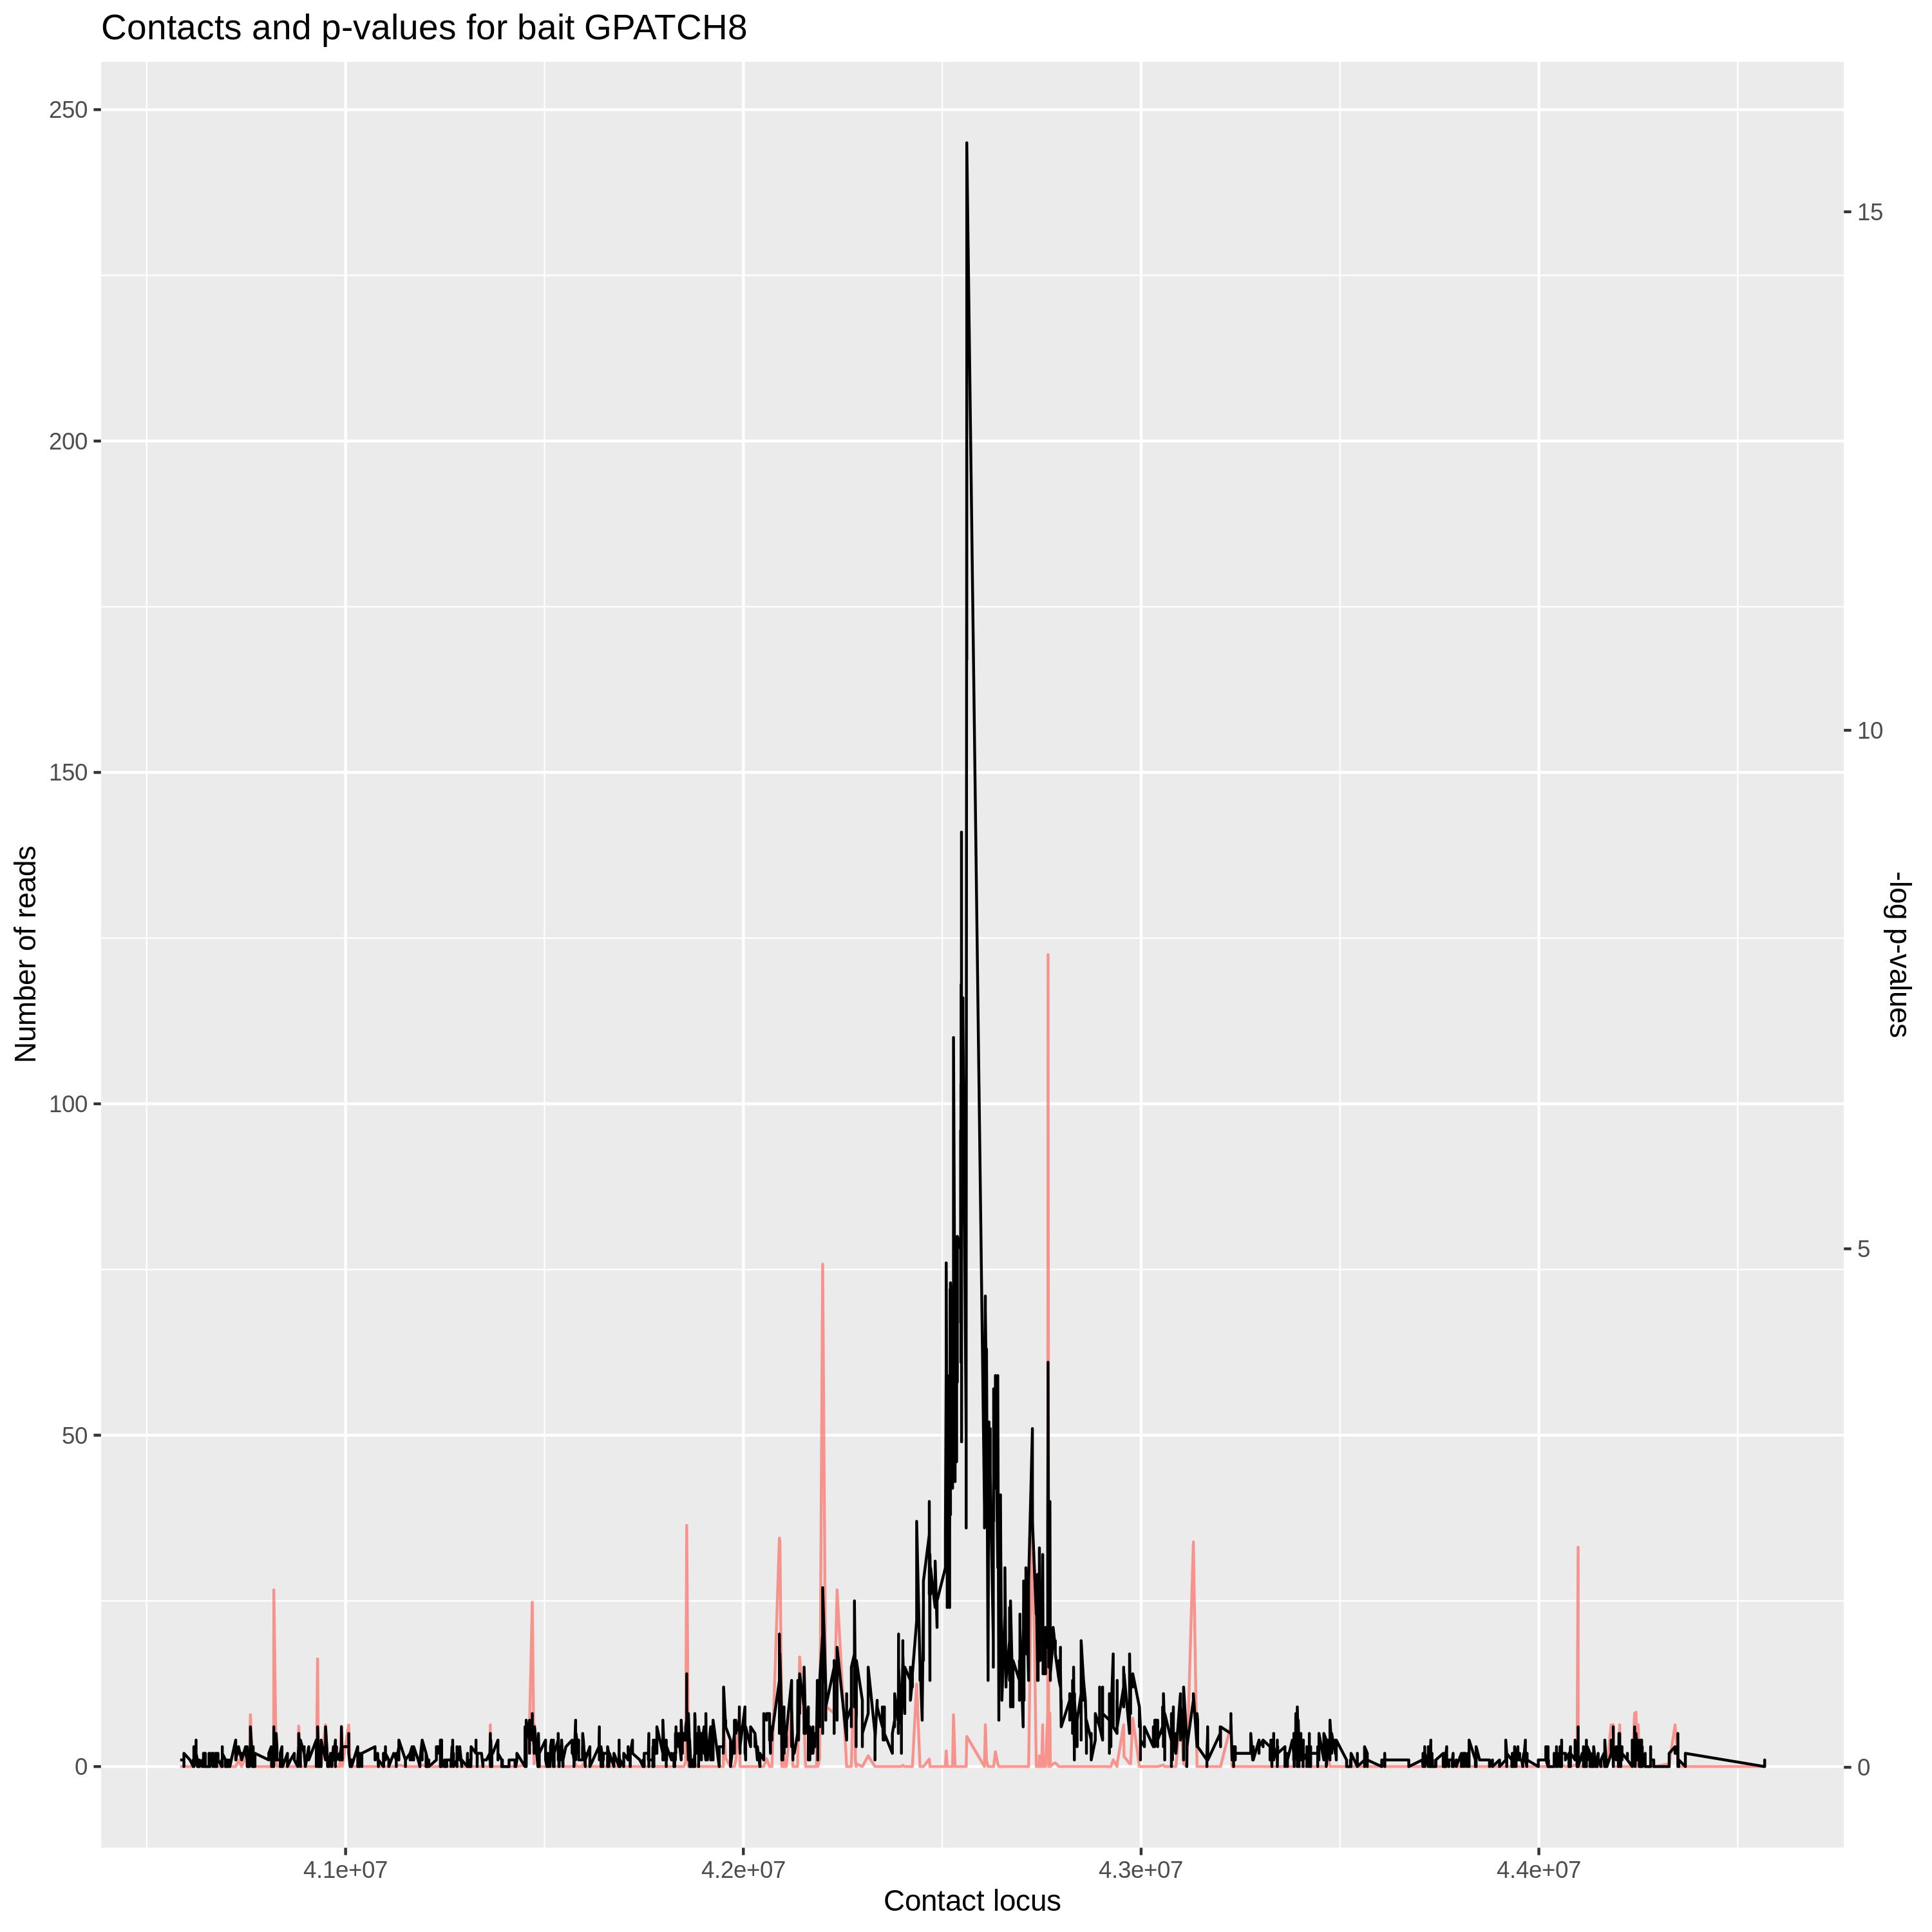 Contacts and p-values for bait GPATCH8
250
200
150
100
50
0
Number of reads
15
10
5
0
-log p-values
4.1e+07 4.2e+07 4.3e+07 4.4e+07
Contact locus